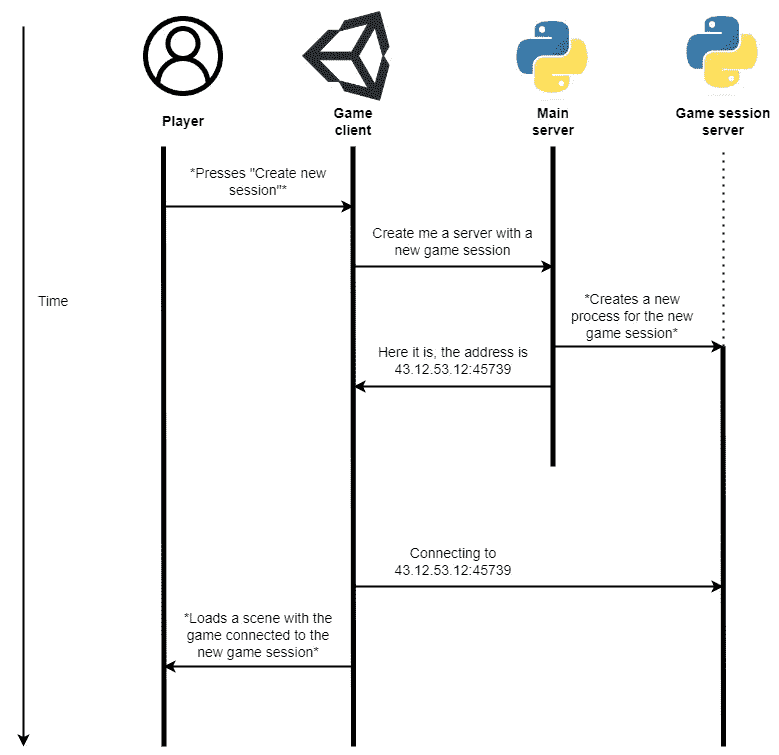 Player
Game
client
Main
server
Game session
server
*Presses "Create new
session"*
Create me a server with a
new game session
Time
*Creates a new
process for the new
game session*
Here it is, the address is
43.12.53.12:45739
Connecting to
43.12.53.12:45739
*Loads a scene with the
game connected to the
new game session*